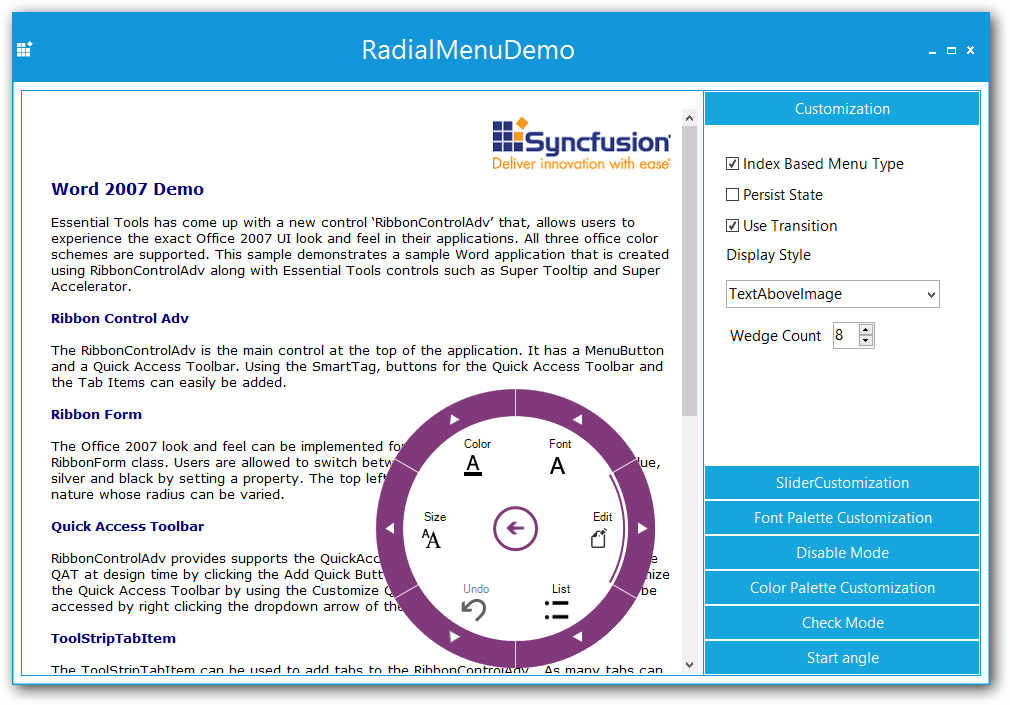 RadialMenuDemo
Syncfusion
Deliver innovation with ease
Word 2007 Demo
Essential Tools has come up with a new control ‘RibbonControlAdv’ that, allows users to
experience the exact Office 2007 UI look and feel in their applications. All three office color
schemes are supported. This sample demonstrates a sample Word application that is created
using RibbonControlAdv along with Essential Tools controls such as Super Tooltip and Super
Accelerator.
Ribbon Control Adv
The RibbonControlAdv is the main control at the top of the application. It has a MenuButton
and a Quick Access Toolbar. Using the SmartTag, buttons for the Quick Access Toolbar and
the Tab Items can easily be added.
Ribbon Form
The Office 2007 look and feel can be implemented fo
RibbonForm class. Users are allowed to switch betw ue,
silver and black by setting a property. The top left
nature whose radius can be varied.
Quick Access Toolbar
RibbonControlAdv provides supports the QuickAcc e
QAT at design time by clicking the Add Quick Butt mize
the Quick Access Toolbar by using the Customize Q be
accessed by right clicking the dropdown arrow of the
ToolStripTabItem
The ToolStripTabItem can be used to add tabs to the RibbonControlAdv. As many tabs can
Color
A
Font
A
Size
AA
Edit
Undo
List
Customization
Index Based Menu Type
Persist State
Use Transition
Display Style
TextAboveImage
Wedge Count 8
SliderCustomization
Font Palette Customization
Disable Mode
Color Palette Customization
Check Mode
Start angle